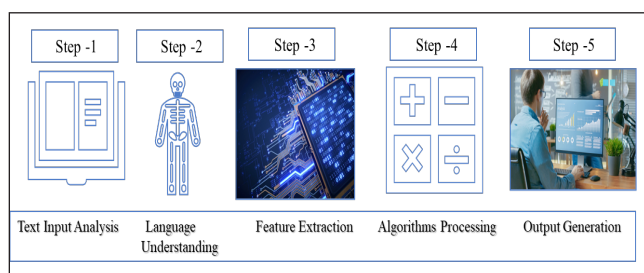 Step -1
Step -2
Step -3
Step -4
Step -5
Text Input Analysis
Language
Understanding
Feature Extraction
Algorithms Processing
Output Generation